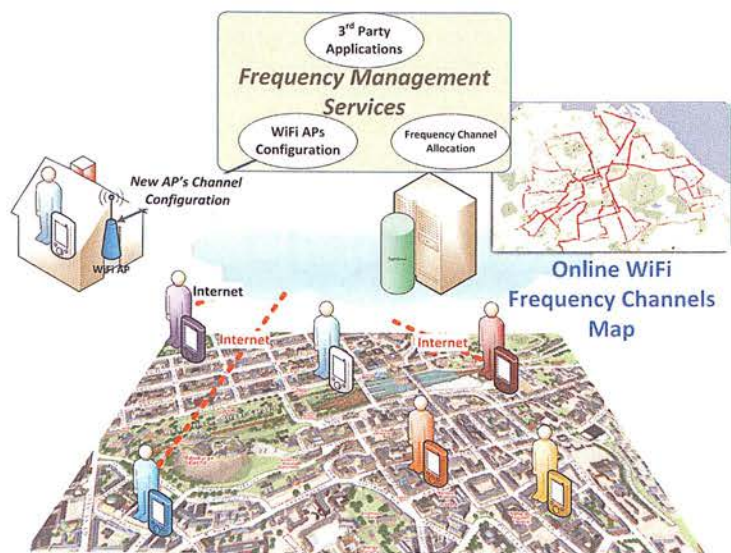 3rd Party
Applications
Frequency Management
Services
WiFi APs
Configuration
Frequency Channel
Allocation
New AP's Channel
Configuration
WiFi AP
Online WiFi
Frequency Channels
Map
Internet
Internet
Internet